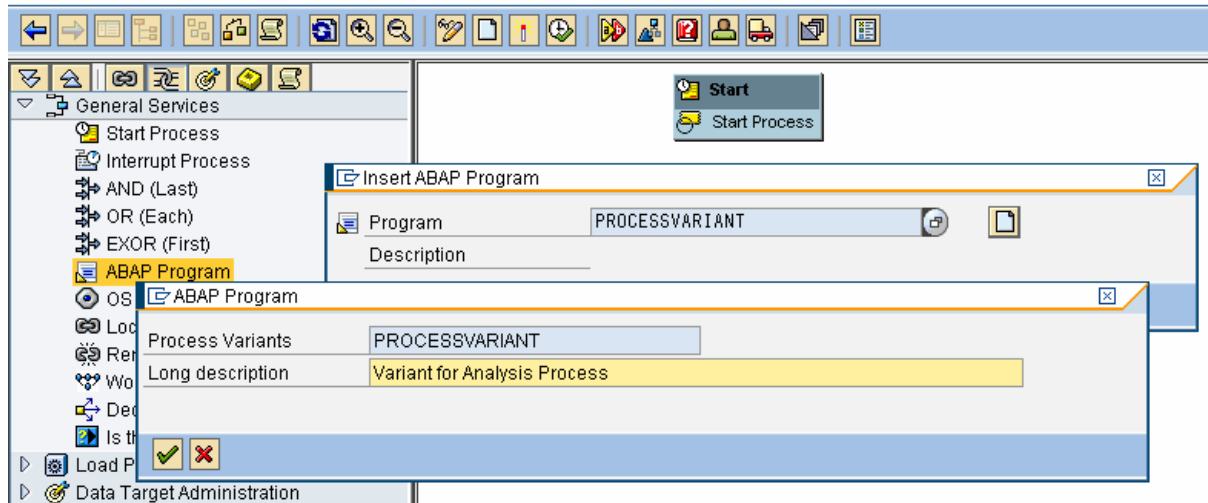 General Services
Start Process
Interrupt Process
AND (Last)
OR (Each)
EXOR (First)
ABAP Program
OS
Loc
Rer
Wo
Dec
Is th
Load P
Data Target Administration
Start
Start Process
Insert ABAP Program
Program PROCESSVARIANT
Description
ABAP Program
Process Variants PROCESSVARIANT
Long description Variant for Analysis Process